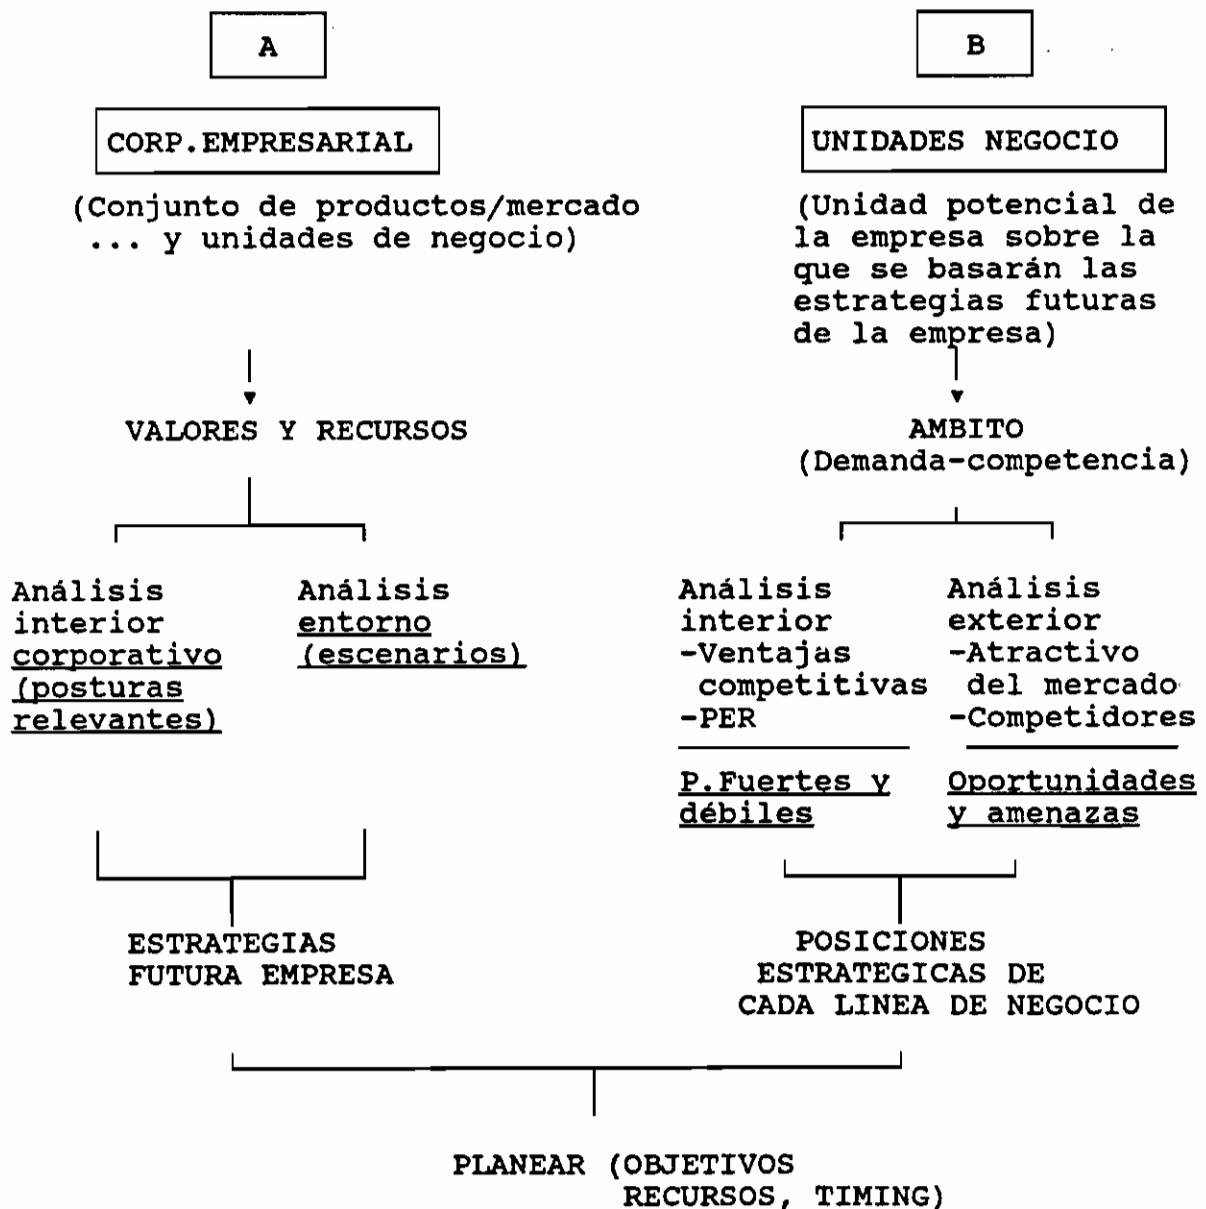 A
CORP.EMPRESARIAL
(Conjunto de productos/mercado
... y unidades de negocio)
VALORES Y RECURSOS
Análisis
interior
corporativo
(posturas
relevantes)
Análisis
entorno
(escenarios)
ESTRATEGIAS
FUTURA EMPRESA
B
UNIDADES NEGOCIO
(Unidad potencial de
la empresa sobre la
que se basarán las
estrategias futuras
de la empresa)
AMBITO
(Demanda-competencia)
Análisis
interior
-Ventajas
competitivas
-PER
P.Fuertes y
débiles
Análisis
exterior
-Atractivo
del mercado
-Competidores
Oportunidades
y amenazas
POSICIONES
ESTRATEGICAS DE
CADA LINEA DE NEGOCIO
PLANEAR (OBJETIVOS
RECURSOS, TIMING)